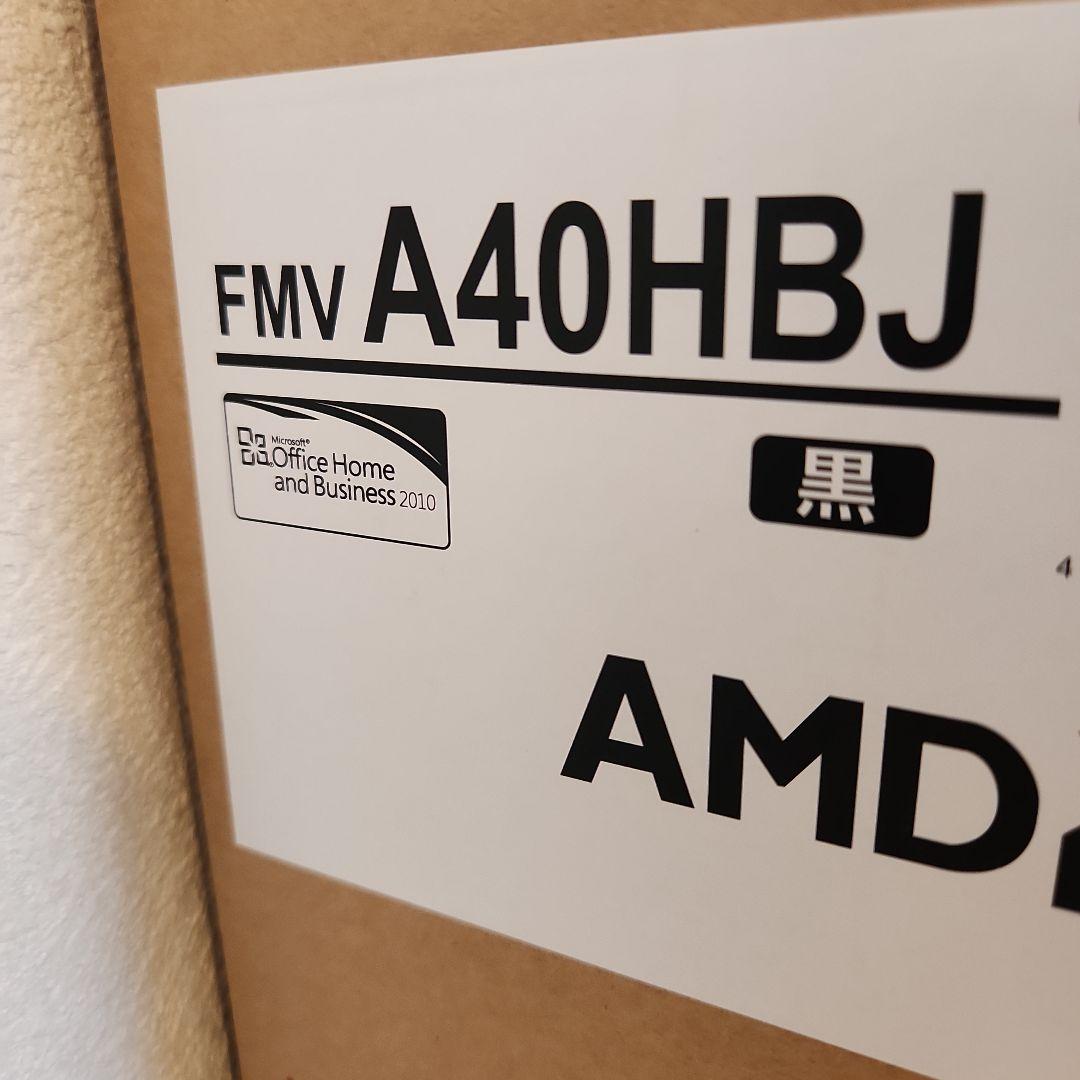 FMV A40HBJ
Microsoft®
Office Home
and Business 2010
黒
4
AMD